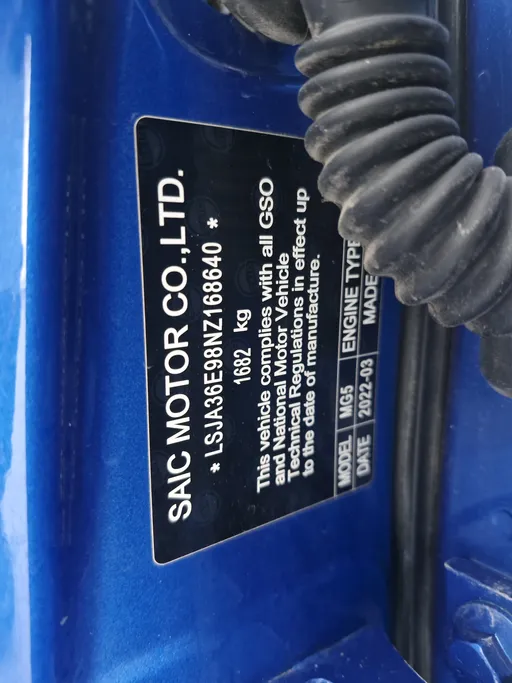 SAIC MOTOR CO.,LTD.
* LSJA36E98NZ168640 *
1682 kg
This vehicle complies with all GSO
and National Motor Vehicle
Technical Regulations in effect up
to the date of manufacture.
MODEL MG5 ENGINE TYPE
DATE 2022-03 MADE